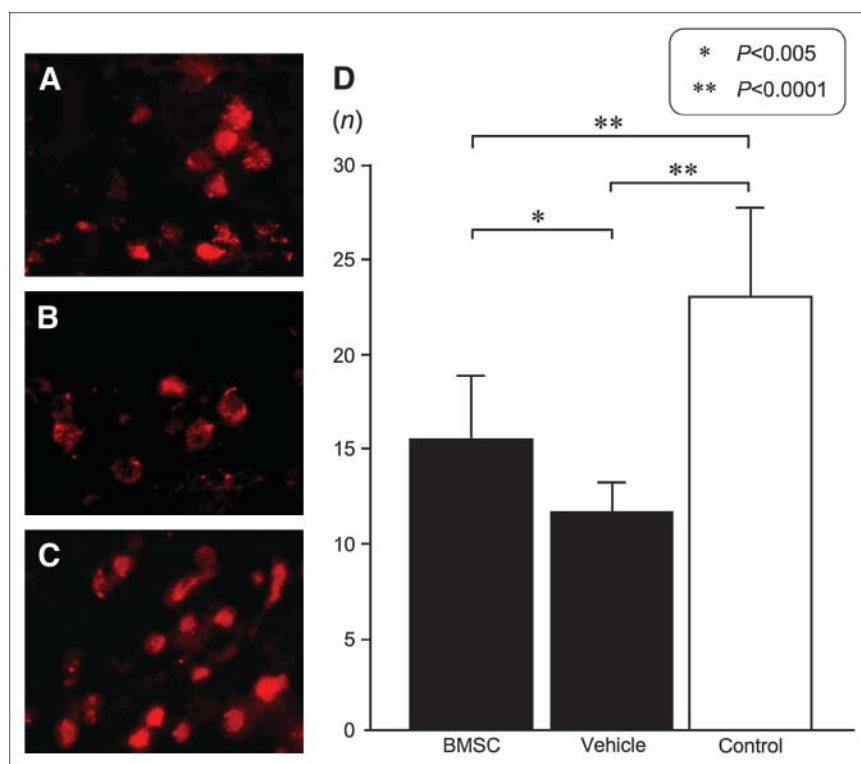 A
B
C
D
* P<0.005
** P<0.0001
(n)
**
**
*
30
25
20
15
10
5
0
BMSC Vehicle Control